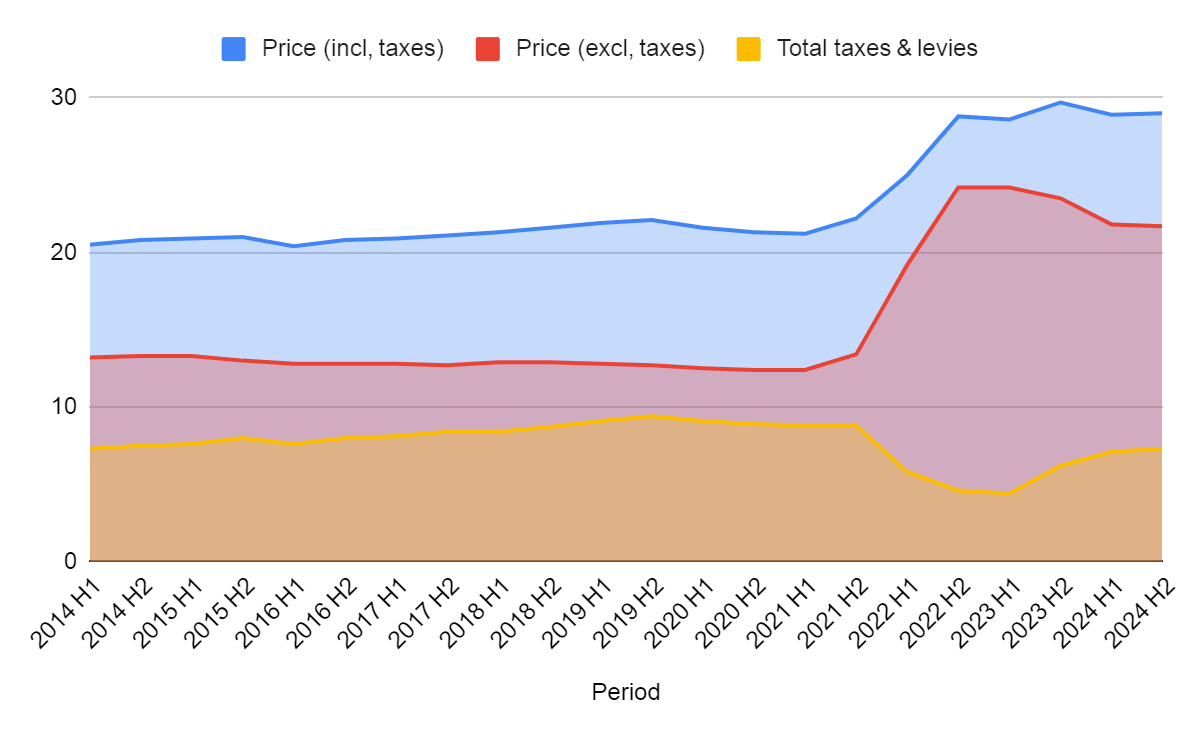 Price (incl, taxes) Price (excl, taxes) Total taxes & levies
30
20
10
0
2014 H1 2014 H2 2015 H1 2015 H2 2016 H1 2016 H2 2017 H1 2017 H2 2018 H1 2018 H2 2019 H1 2019 H2 2020 H1 2020 H2 2021 H1 2021 H2 2022 H1 2022 H2 2023 H1 2023 H2 2024 H1 2024 H2
Period